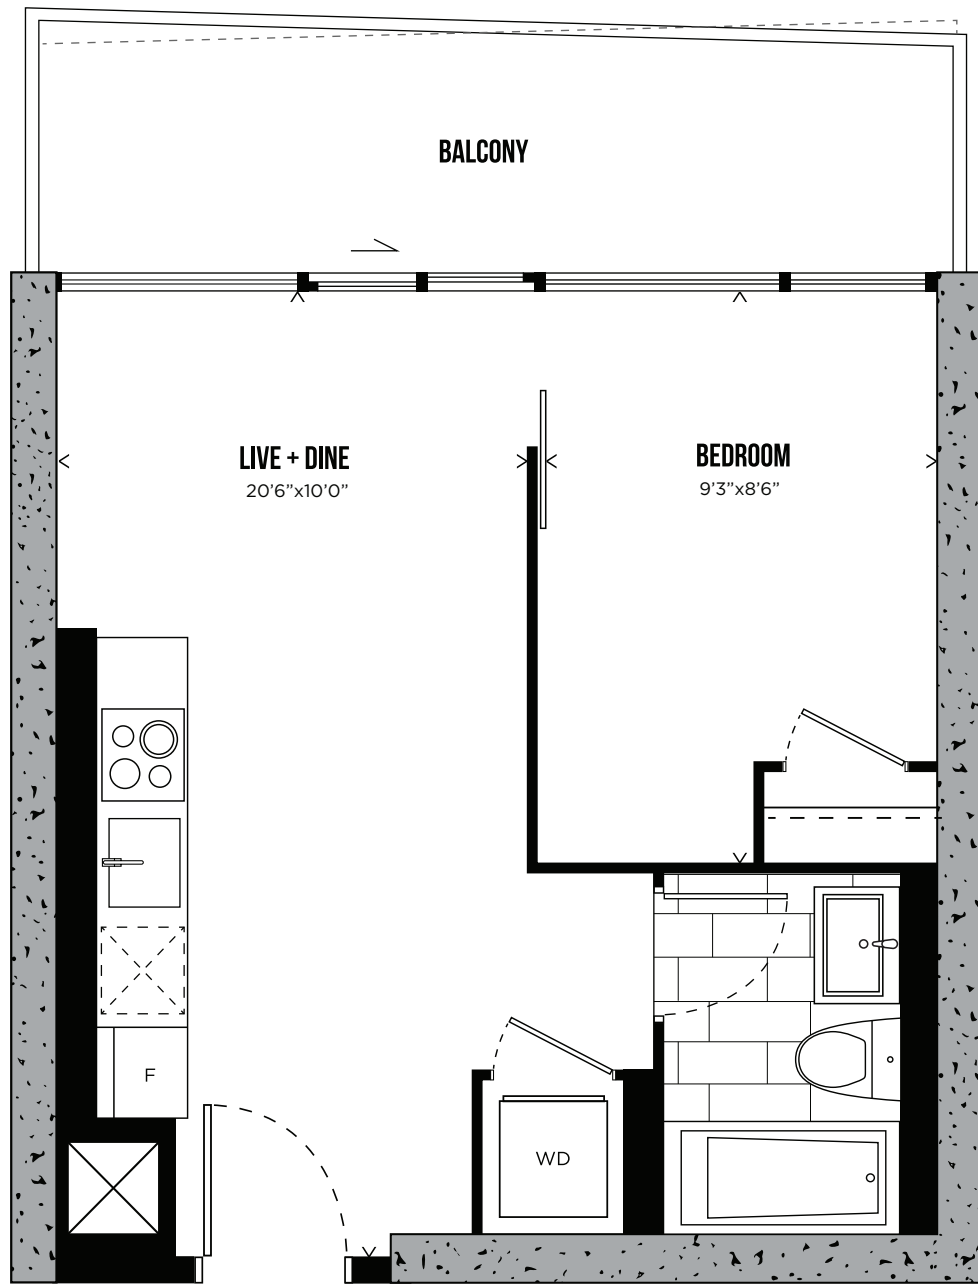 BALCONY
LIVE + DINE
20’6”x10’0”
BEDROOM
9’3”x8’6”
F
WD